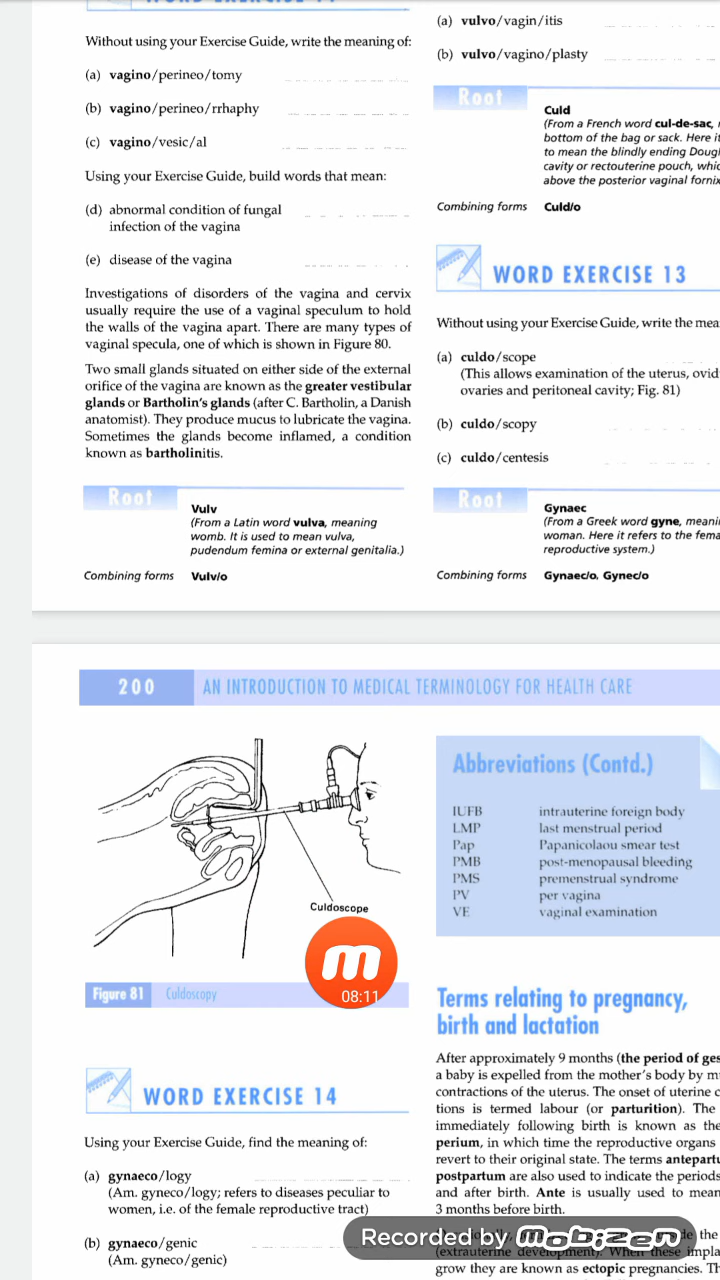 WORD EXERCISE 11
Without using your Exercise Guide, write the meaning of:
(a) vagino/perineo/tomy
(b) vagino/perineo/rrhaphy
(c) vagino/vesic/al
Using your Exercise Guide, build words that mean:
(d) abnormal condition of fungal
infection of the vagina
(e) disease of the vagina
Investigations of disorders of the vagina and cervix
usually require the use of a vaginal speculum to hold
the walls of the vagina apart. There are many types of
vaginal specula, one of which is shown in Figure 80.
Two small glands situated on either side of the external
orifice of the vagina are known as the greater vestibular
glands or Bartholin's glands (after C. Bartholin, a Danish
anatomist). They produce mucus to lubricate the vagina.
Sometimes the glands become inflamed, a condition
known as bartholinitis.
Root
Vulv
(From a Latin word vulva, meaning
womb. It is used to mean vulva,
pudendum femina or external genitalia.)
Combining forms Vulv/o
(a) vulvo/vagin/itis
(b) vulvo/vagino/plasty
Root
Culd
(From a French word cul-de-sac,
bottom of the bag or sack. Here it
to mean the blindly ending
cavity or rectouterine pouch,
above the posterior vaginal
Combining forms Culd/o
WORD EXERCISE 13
Without using your Exercise Guide, write the
(a) culdo/scope
(This allows examination of the uterus,
ovaries and peritoneal cavity; Fig. 81)
(b) culdo/scopy
(c) culdo/centesis
Root
Gynaec
(From a Greek word gyne,
woman. Here it refers to the
reproductive system.)
Combining forms Gynaec/o, Gynec/o
200 AN INTRODUCTION TO MEDICAL TERMINOLOGY FOR HEALTH CARE
Culdoscope
08:11
Figure 81 Culdoscopy
WORD EXERCISE 14
Using your Exercise Guide, find the meaning of:
(a) gynaeco/logy
(Am. gyneco/logy; refers to diseases peculiar to
women, i.e. of the female reproductive tract)
(b) gynaeco/genic
(Am. gyneco/genic)
Abbreviations (Contd.)
IUFB intrauterine foreign body
LMP last menstrual period
Pap Papanicolaou smear test
PMB post-menopausal bleeding
PMS premenstrual syndrome
PV per vagina
VE vaginal examination
Terms relating to pregnancy,
birth and lactation
After approximately 9 months (the period of
a baby is expelled from the mother's body by
contractions of the uterus. The onset of uterine
tions is termed labour (or parturition). The
immediately following birth is known as the
perium, in which time the reproductive organs
revert to their original state. The terms
postpartum are also used to indicate the periods
and after birth. Ante is usually used to mean
3 months before birth.
the
Recorded by MOBIZEN
(extrauterine development). When these
grow they are known as ectopic pregnancies.